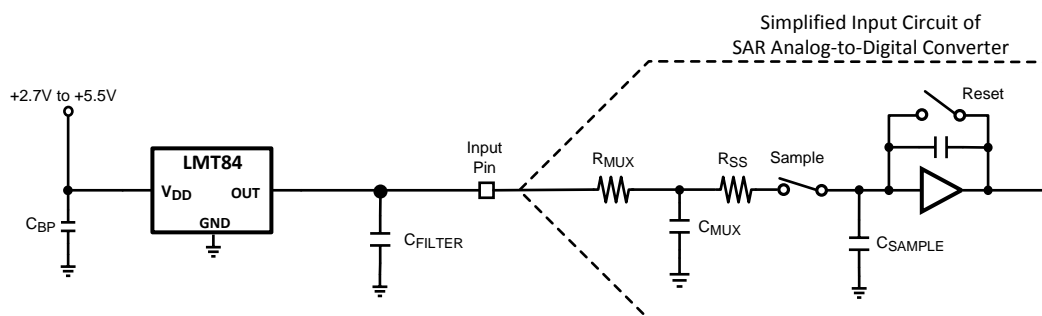 Simplified Input Circuit of
SAR Analog-to-Digital Converter
+2.7V to +5.5V
Reset
LMT84
Input
Pin
RMUX
RSS
Sample
VDD
OUT
GND
CBP
CFILTER
CMUX
CSAMPLE